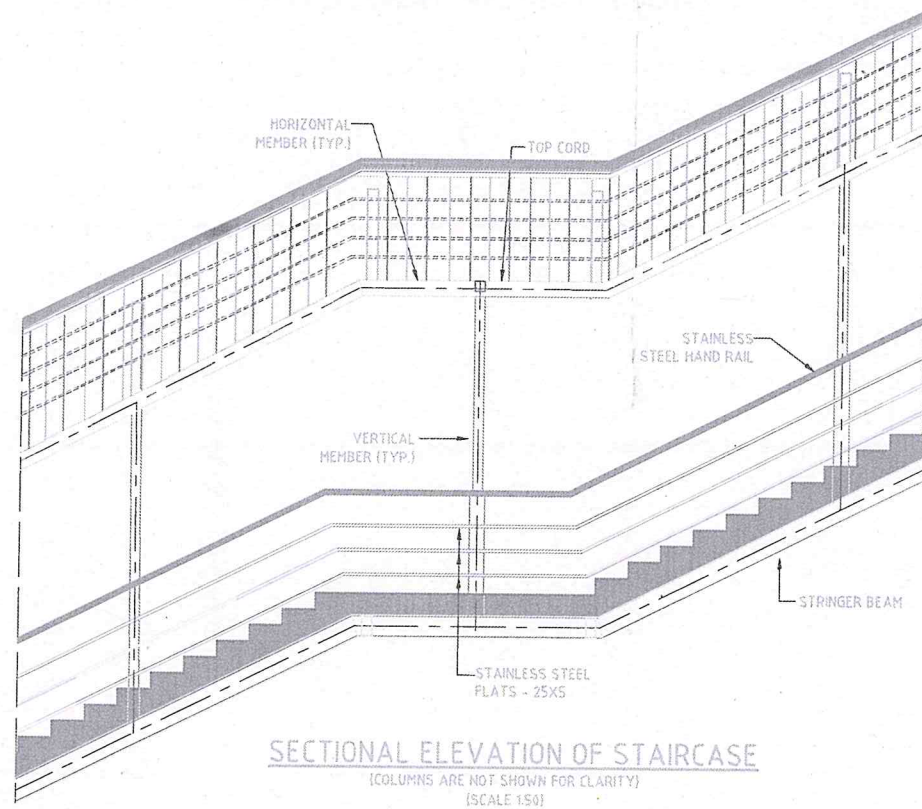 HORIZONTAL
MEMBER (TYP.)
TOP CORD
STAINLESS
STEEL HAND RAIL
VERTICAL
MEMBER (TYP.)
STRINGER BEAM
STAINLESS STEEL
FLATS - 25X5
SECTIONAL ELEVATION OF STAIRCASE
(COLUMNS ARE NOT SHOWN FOR CLARITY)
(SCALE 1:50)